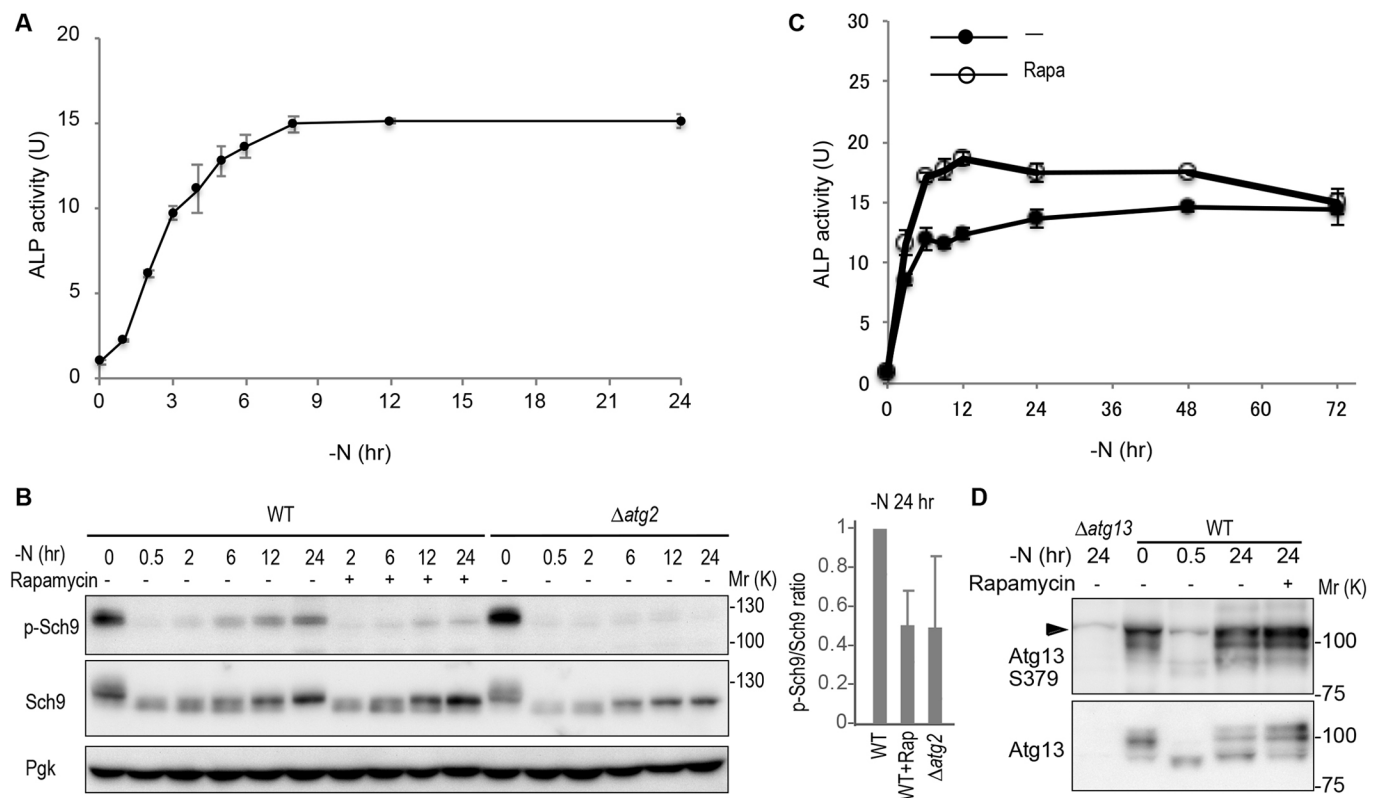 A
20
15
10
5
0
ALP activity (U)
0 3 6 9 12 15 18 21 24
-N (hr)
C
—
Rapa
30
25
20
15
10
5
0
ALP activity (U)
0 12 24 36 48 60 72
-N (hr)
B
WT Δatg2
-N (hr) 0 0.5 2 6 12 24 2 6 12 24 0 0.5 2 6 12 24
Rapamycin - - - - - - + + + + - - - - - - Mr (K)
p-Sch9 -130
-100
Sch9 -130
Pgk
-N 24 hr
p-Sch9/Sch9 ratio
1
0.8
0.6
0.4
0.2
0
WT WT+Rap Δatg2
D
Δatg13 WT
-N (hr) 24 0 0.5 24 24
Rapamycin - - - - + Mr (K)
-100
Atg13
S379
-75
Atg13 -100
-75